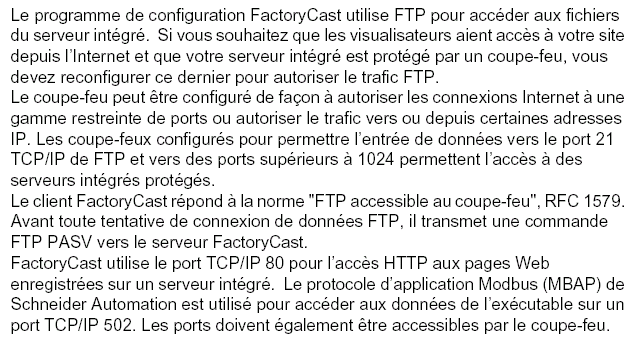 Le programme de configuration FactoryCast utilise FTP pour accéder aux fichiers
du serveur intégré.  Si vous souhaitez que les visualisateurs aient accès à votre site
depuis l'Internet et que votre serveur intégré est protégé par un coupe-feu, vous
devez reconfigurer ce dernier pour autoriser le trafic FTP.
Le coupe-feu peut être configuré de façon à autoriser les connexions Internet à une
gamme restreinte de ports ou autoriser le trafic vers ou depuis certaines adresses
IP. Les coupe-feux configurés pour permettre l'entrée de données vers le port 21
TCP/IP de FTP et vers des ports supérieurs à 1024 permettent l'accès à des
serveurs intégrés protégés.
Le client FactoryCast répond à la norme "FTP accessible au coupe-feu", RFC 1579.
Avant toute tentative de connexion de données FTP, il transmet une commande
FTP PASV vers le serveur FactoryCast.
FactoryCast utilise le port TCP/IP 80 pour l'accès HTTP aux pages Web
enregistrées sur un serveur intégré.  Le protocole d'application Modbus (MBAP) de
Schneider Automation est utilisé pour accéder aux données de l'exécutable sur un
port TCP/IP 502. Les ports doivent également être accessibles par le coupe-feu.